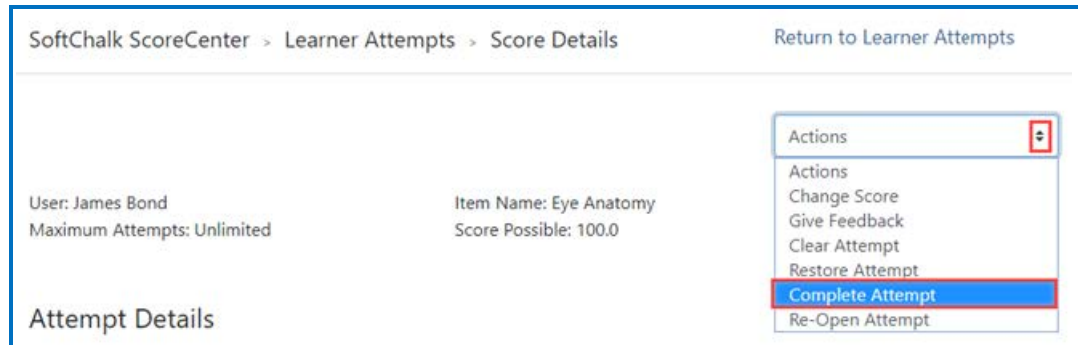 SoftChalk ScoreCenter > Learner Attempts > Score Details
Return to Learner Attempts
Actions
Actions
Change Score
Give Feedback
Clear Attempt
Restore Attempt
Complete Attempt
Re-Open Attempt
User: James Bond
Item Name: Eye Anatomy
Maximum Attempts: Unlimited
Score Possible: 100.0
Attempt Details